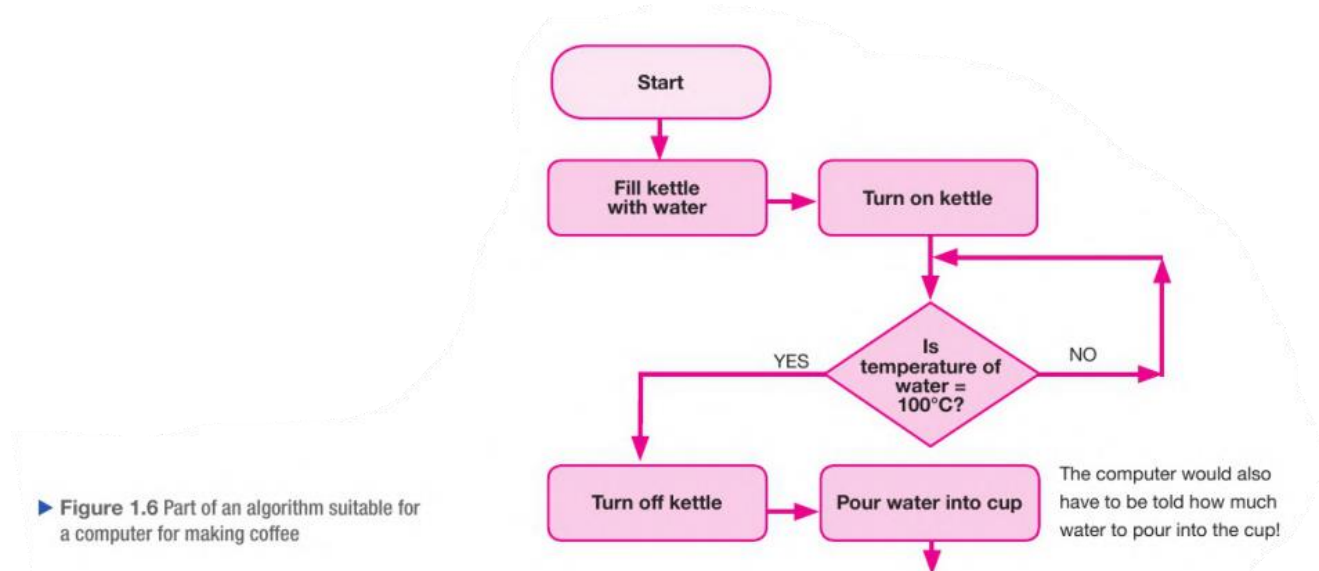 Start
Fill kettle
with water
Turn on kettle
Is
temperature of
water =
100°C?
YES
NO
Turn off kettle
Pour water into cup
The computer would also
have to be told how much
water to pour into the cup!
▶ Figure 1.6 Part of an algorithm suitable for
a computer for making coffee